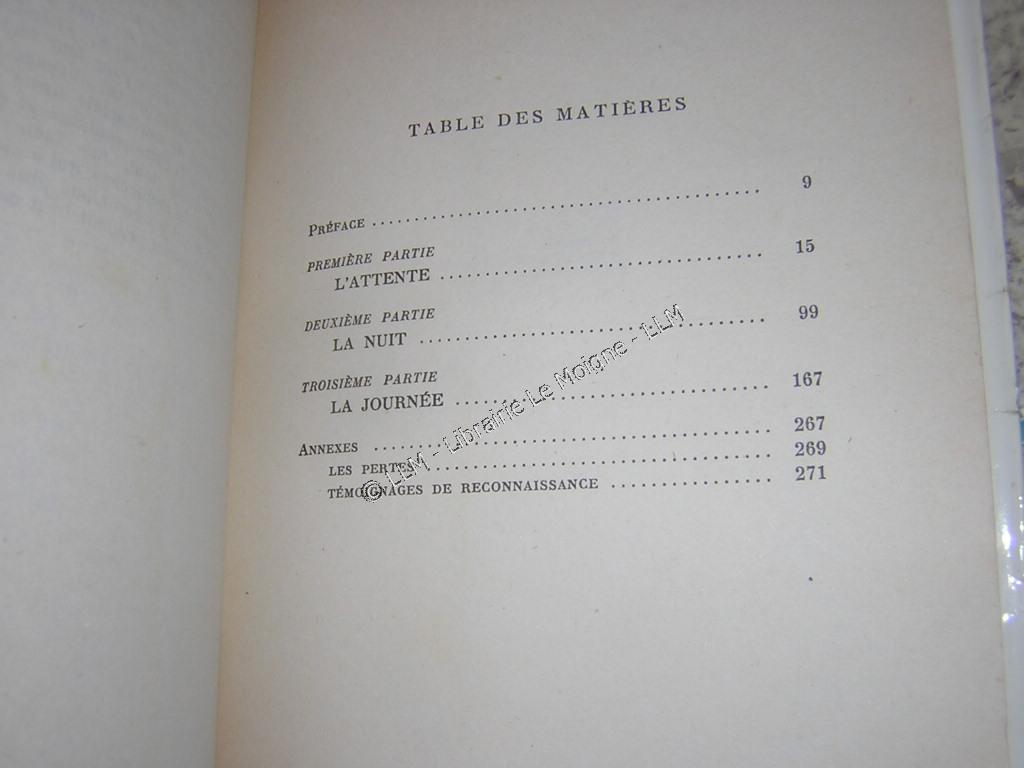 TABLE DES MATIÈRES
PRÉFACE ........................................ 9
PREMIÈRE PARTIE
L'ATTENTE ........................................ 15
DEUXIÈME PARTIE
LA NUIT ........................................ 99
TROISIÈME PARTIE
LA JOURNÉE ........................................ 167
ANNEXES ........................................ 267
LES PERTES ........................................ 269
TÉMOIGNAGES DE RECONNAISSANCE ................ 271
© LLM - Librairie Le Moigne - LLM